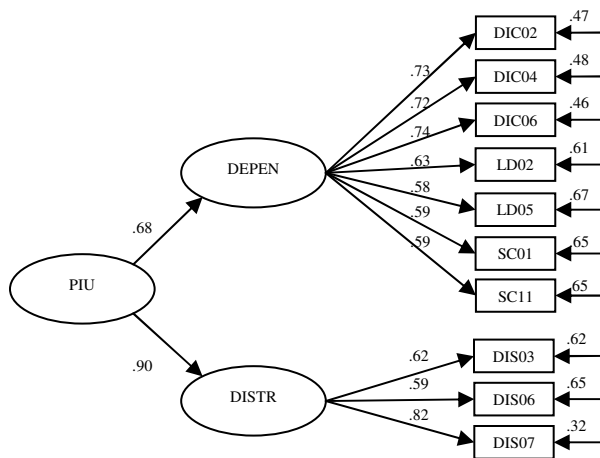 DIC02
.47
.73
DIC04
.48
.72
DIC06
.46
.74
LD02
.61
.63
DEPEN
LD05
.67
.58
SC01
.65
.59
SC11
.65
.59
.68
PIU
.90
DIS03
.62
.62
DISTR
DIS06
.65
.59
DIS07
.32
.82